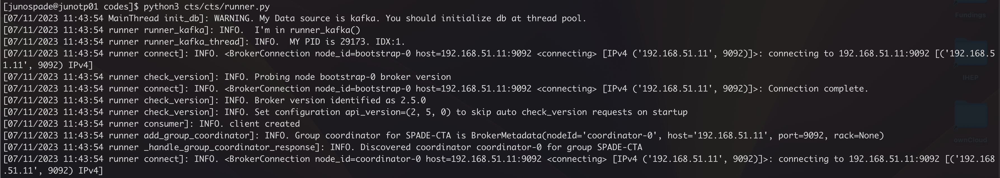 [junospade@junotp01 codes]$ python3 cts/cts/runner.py
[07/11/2023 11:43:54 MainThread init_db]: WARNING. My Data source is kafka. You should initialize db at thread pool.
[07/11/2023 11:43:54 runner runner_kafka]: INFO.  I'm in runner_kafka()
[07/11/2023 11:43:54 runner runner_kafka_thread]: INFO.  MY PID is 29173. IDX:1.
[07/11/2023 11:43:54 runner connect]: INFO. <BrokerConnection node_id=bootstrap-0 host=192.168.51.11:9092 <connecting> [IPv4 ('192.168.51.11', 9092)]>: connecting to 192.168.51.11:9092 [('192.168.5
1.11', 9092) IPv4]
[07/11/2023 11:43:54 runner check_version]: INFO. Probing node bootstrap-0 broker version
[07/11/2023 11:43:54 runner connect]: INFO. <BrokerConnection node_id=bootstrap-0 host=192.168.51.11:9092 <connecting> [IPv4 ('192.168.51.11', 9092)]>: Connection complete.
[07/11/2023 11:43:54 runner check_version]: INFO. Broker version identified as 2.5.0
[07/11/2023 11:43:54 runner check_version]: INFO. Set configuration api_version=(2, 5, 0) to skip auto check_version requests on startup
[07/11/2023 11:43:54 runner consumer]: INFO. client created
[07/11/2023 11:43:54 runner add_group_coordinator]: INFO. Group coordinator for SPADE-CTA is BrokerMetadata(nodeId='coordinator-0', host='192.168.51.11', port=9092, rack=None)
[07/11/2023 11:43:54 runner _handle_group_coordinator_response]: INFO. Discovered coordinator coordinator-0 for group SPADE-CTA
[07/11/2023 11:43:54 runner connect]: INFO. <BrokerConnection node_id=coordinator-0 host=192.168.51.11:9092 <connecting> [IPv4 ('192.168.51.11', 9092)]>: connecting to 192.168.51.11:9092 [('192.168
.51.11', 9092) IPv4]
Fundings
IHEP
ownCloud